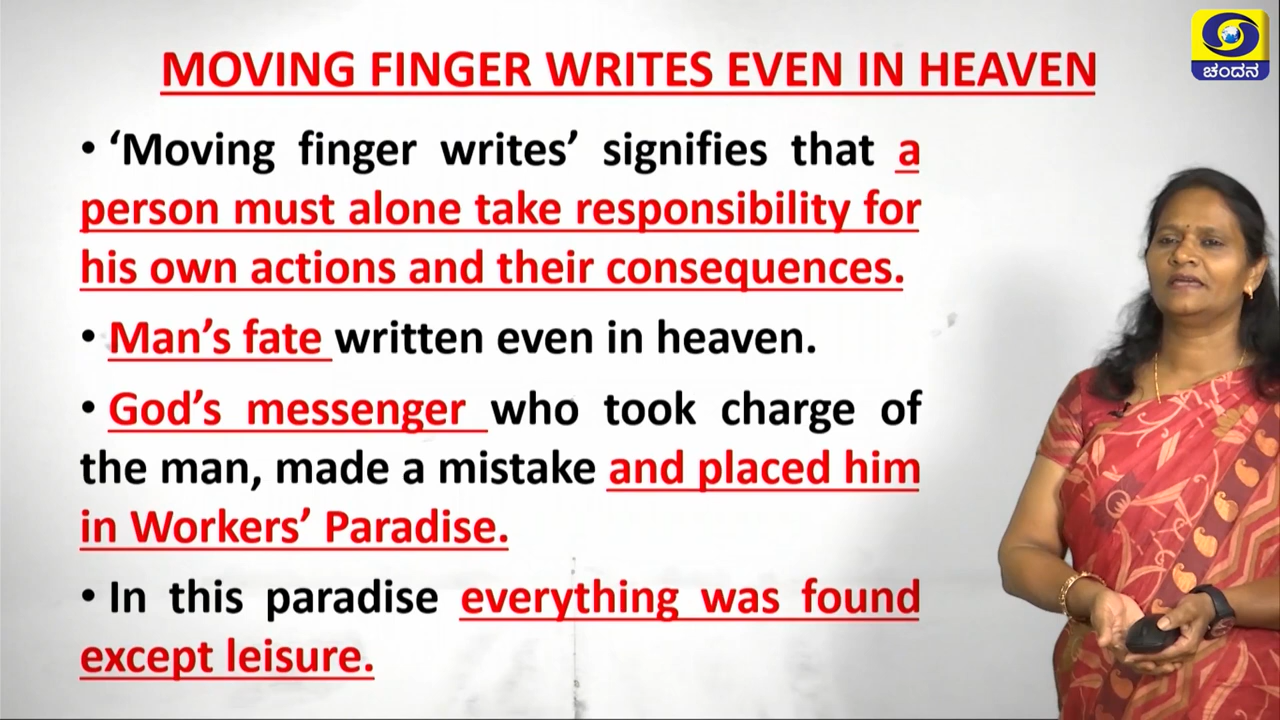 MOVING FINGER WRITES EVEN IN HEAVEN
ಚಂದನ
• ‘Moving finger writes’ signifies that a
person must alone take responsibility for
his own actions and their consequences.
• Man’s fate written even in heaven.
• God’s messenger who took charge of
the man, made a mistake and placed him
in Workers’ Paradise.
• In this paradise everything was found
except leisure.